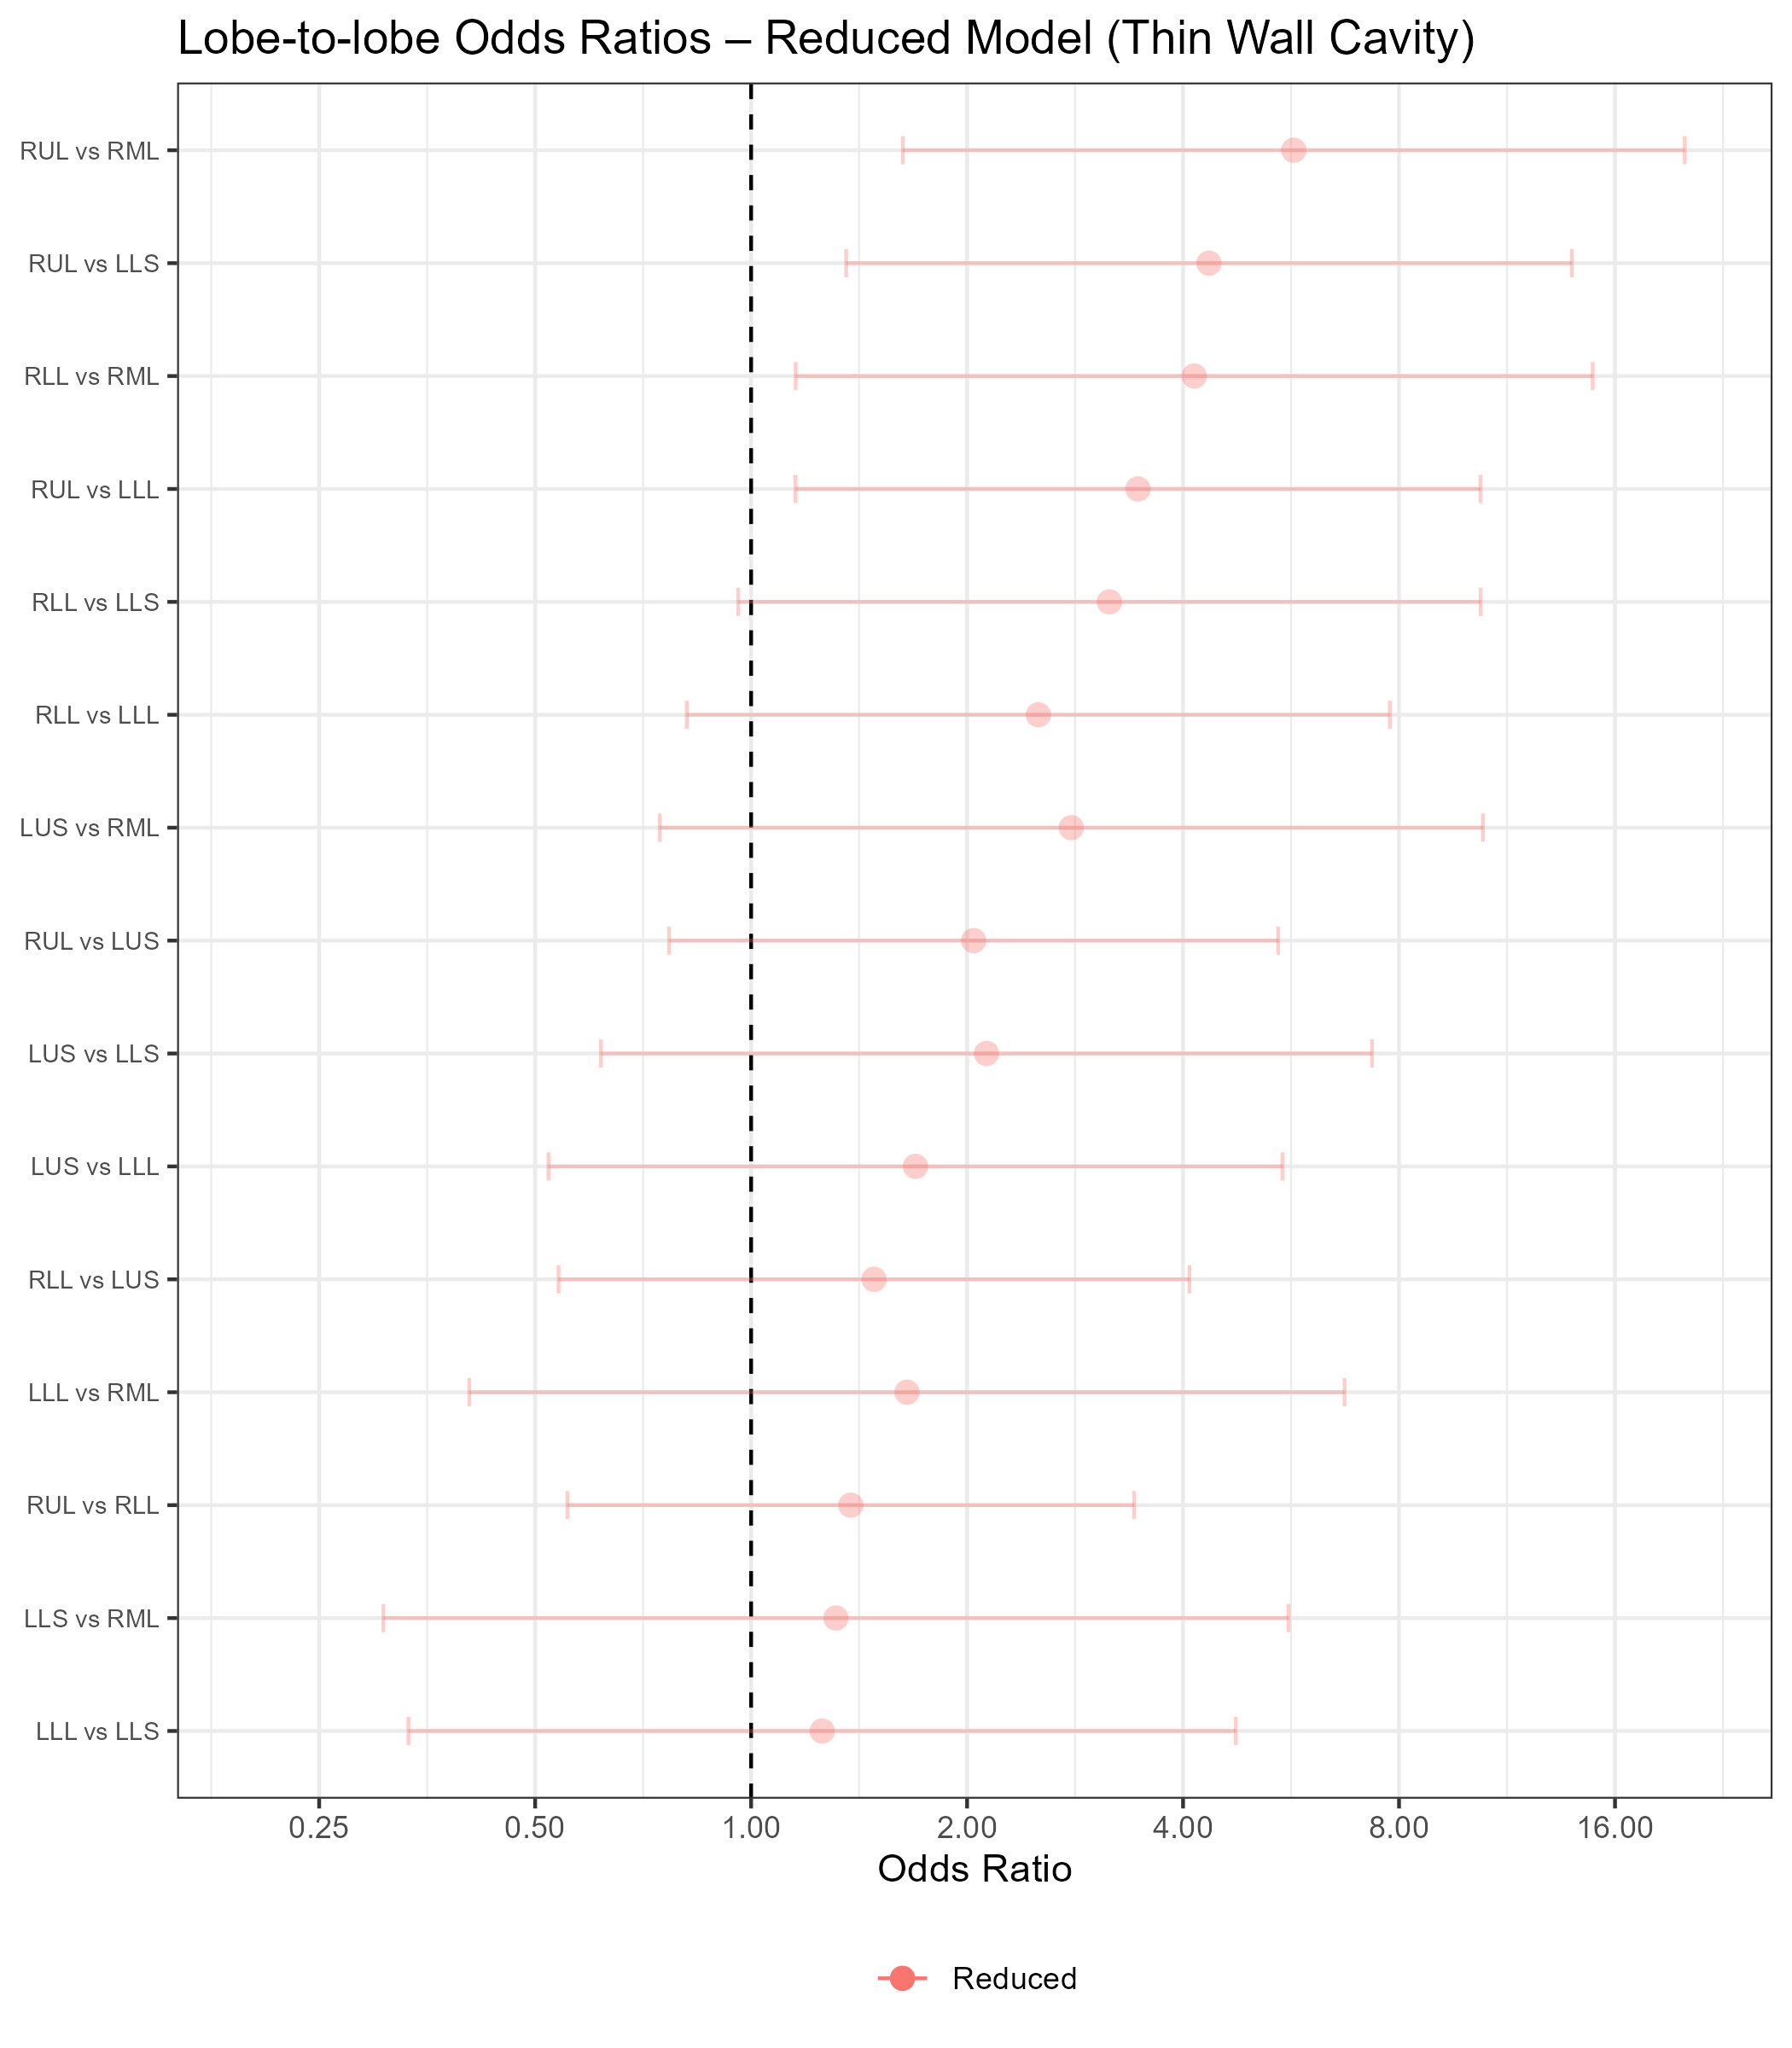 Lobe-to-lobe Odds Ratios – Reduced Model (Thin Wall Cavity)
RUL vs RML
RUL vs LLS
RLL vs RML
RUL vs LLL
RLL vs LLS
RLL vs LLL
LUS vs RML
RUL vs LUS
LUS vs LLS
LUS vs LLL
RLL vs LUS
LLL vs RML
RUL vs RLL
LLS vs RML
LLL vs LLS
0.25 0.50 1.00 2.00 4.00 8.00 16.00
Odds Ratio
Reduced